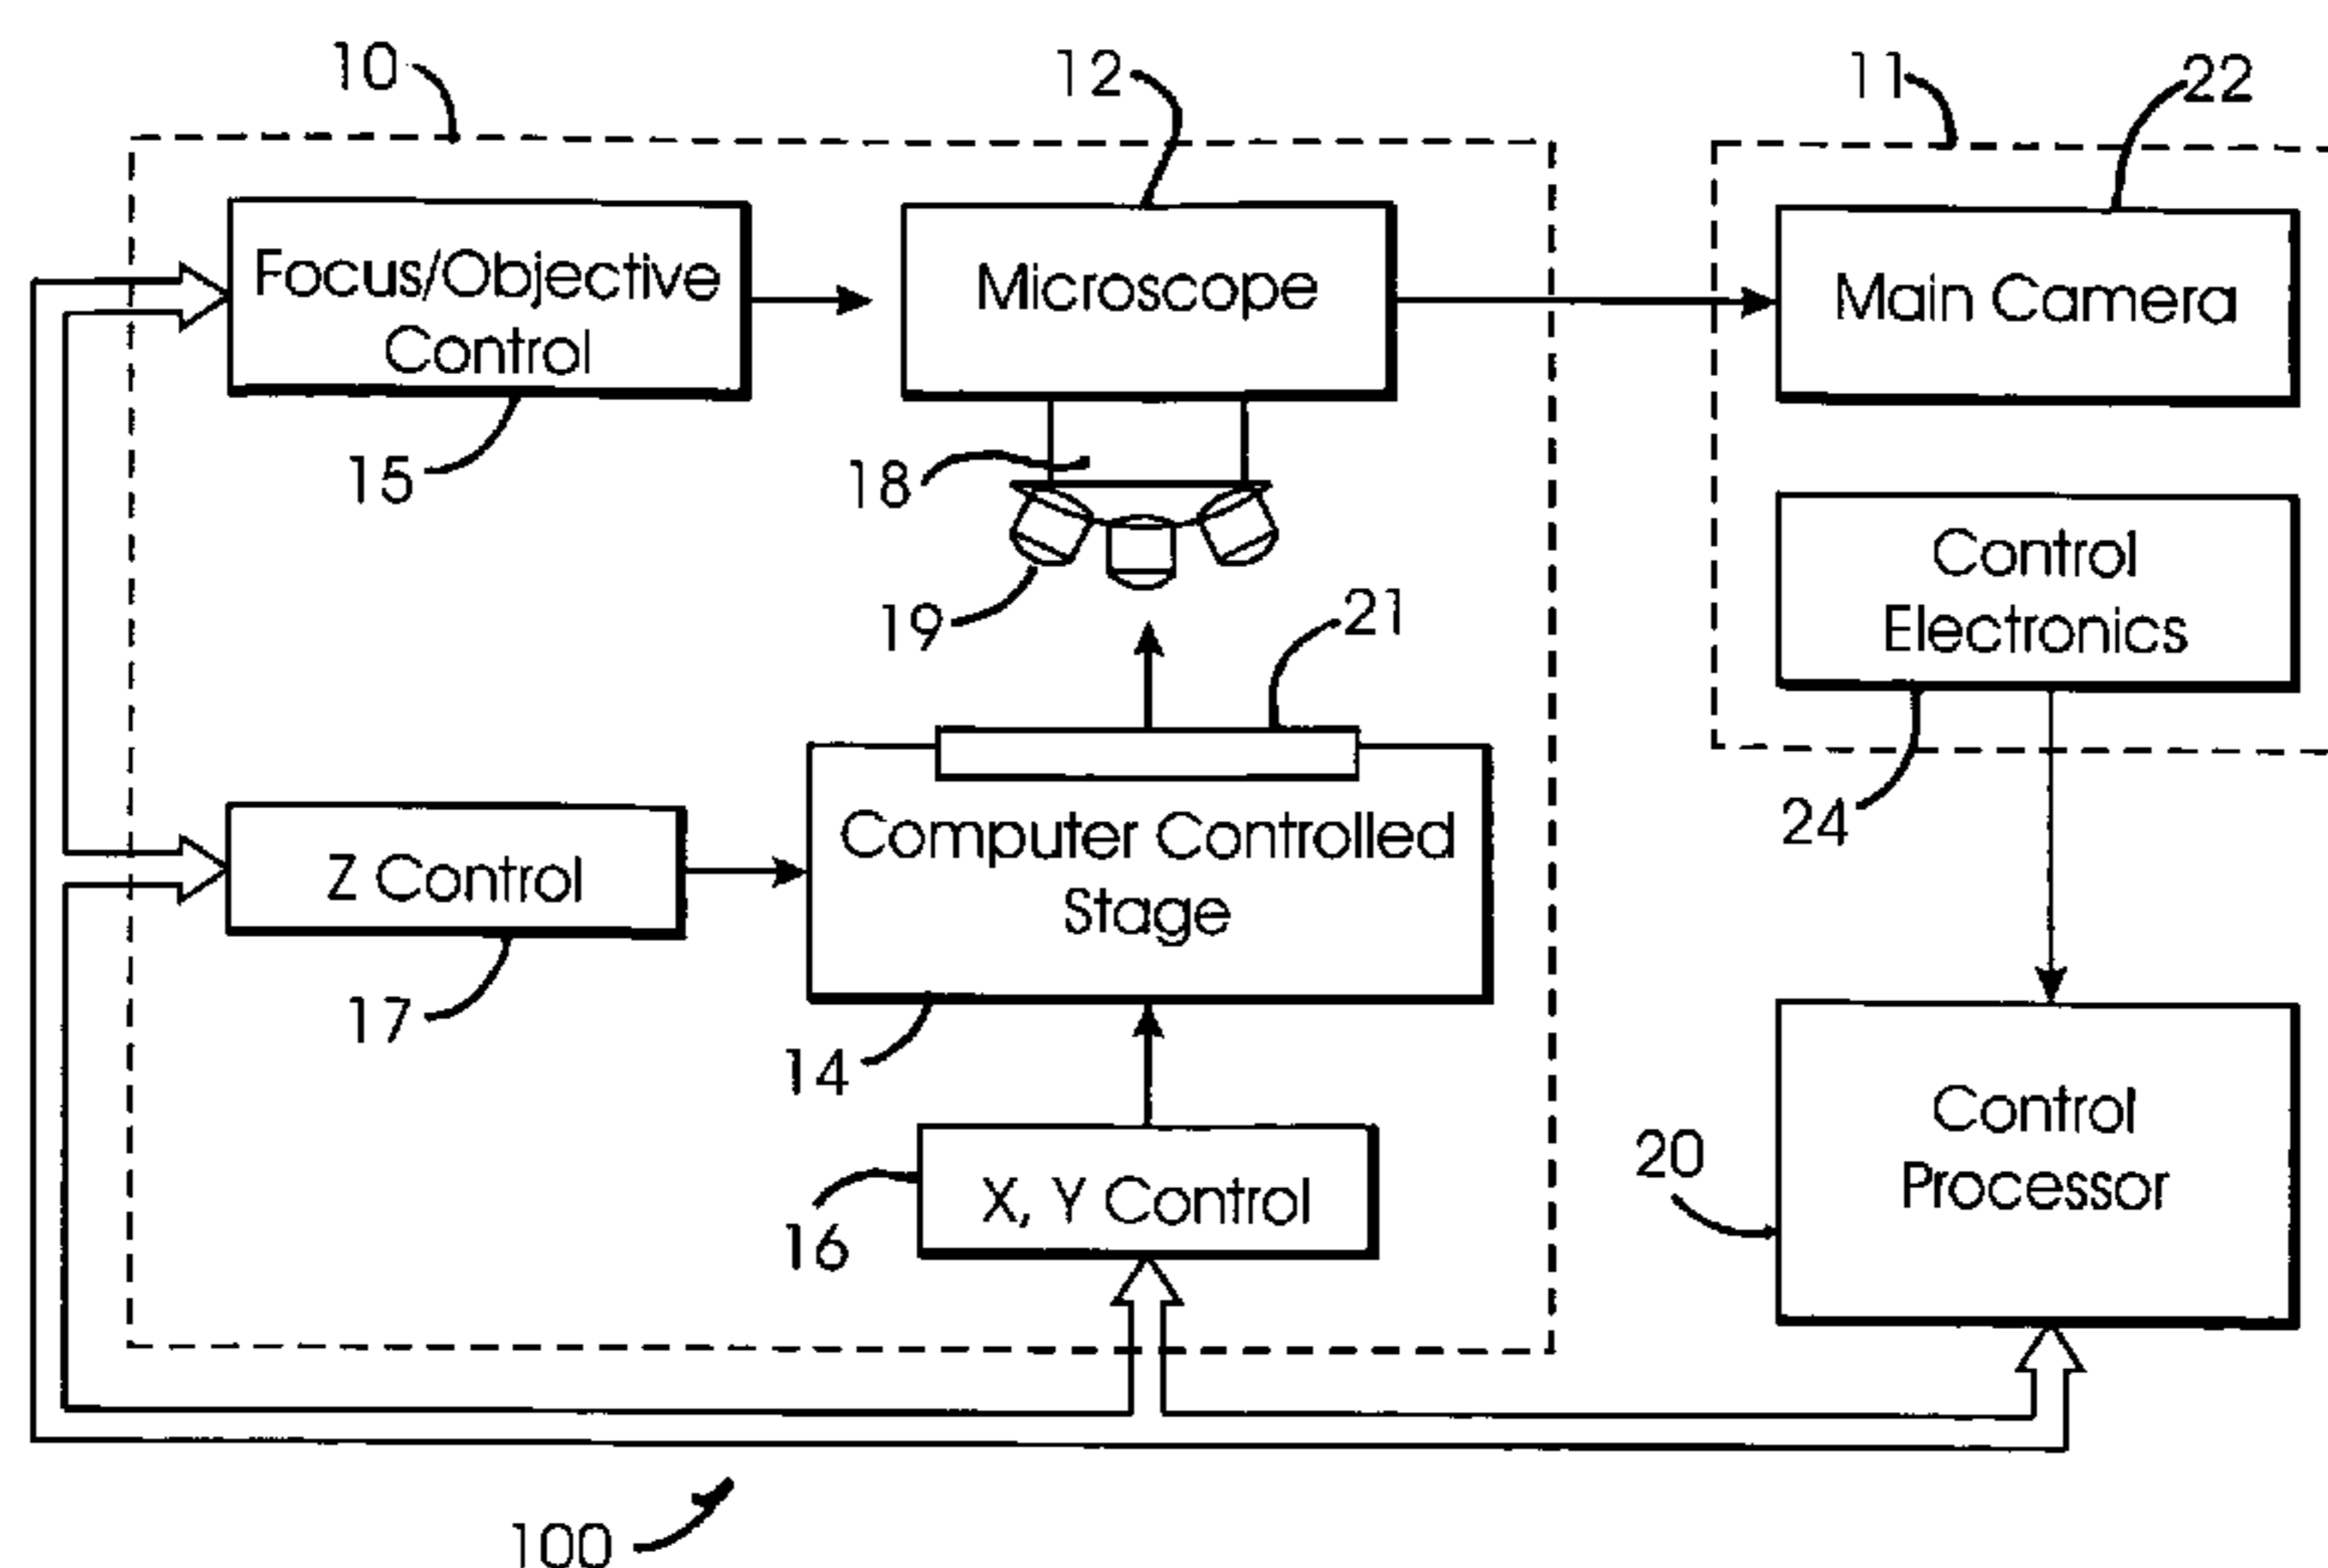 10
12
11
22
Focus/Objective
Control
Microscope
Main Camera
15
18
19
21
Control
Electronics
24
Z Control
17
Computer Controlled
Stage
14
X, Y Control
16
20
Control
Processor
100